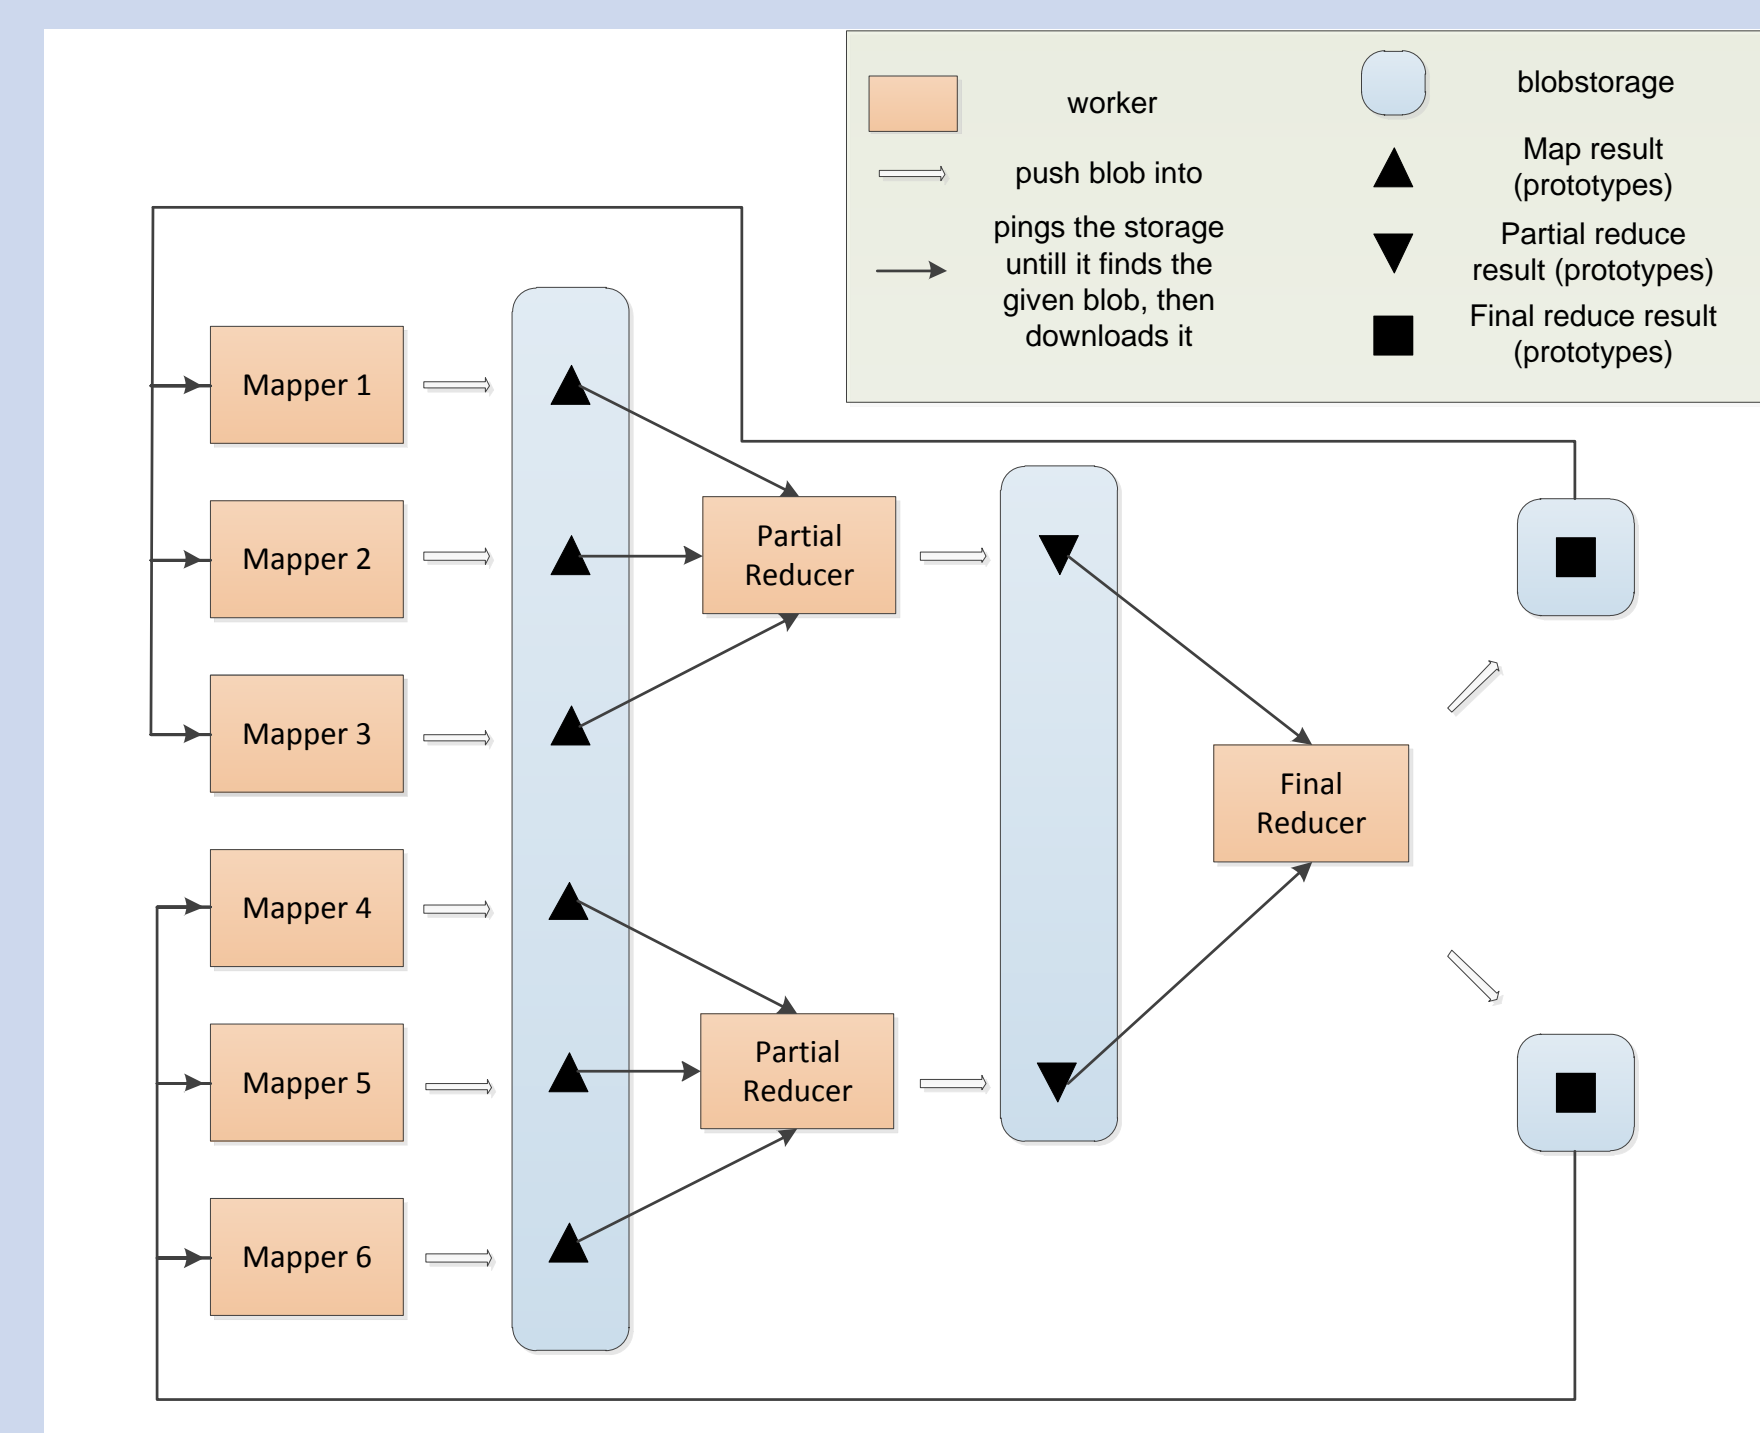 worker
push blob into
pings the storage
untill it finds the
given blob, then
downloads it
blobstorage
Map result
(prototypes)
Partial reduce
result (prototypes)
Final reduce result
(prototypes)
Mapper 1
Mapper 2
Mapper 3
Mapper 4
Mapper 5
Mapper 6
Partial
Reducer
Partial
Reducer
Final
Reducer